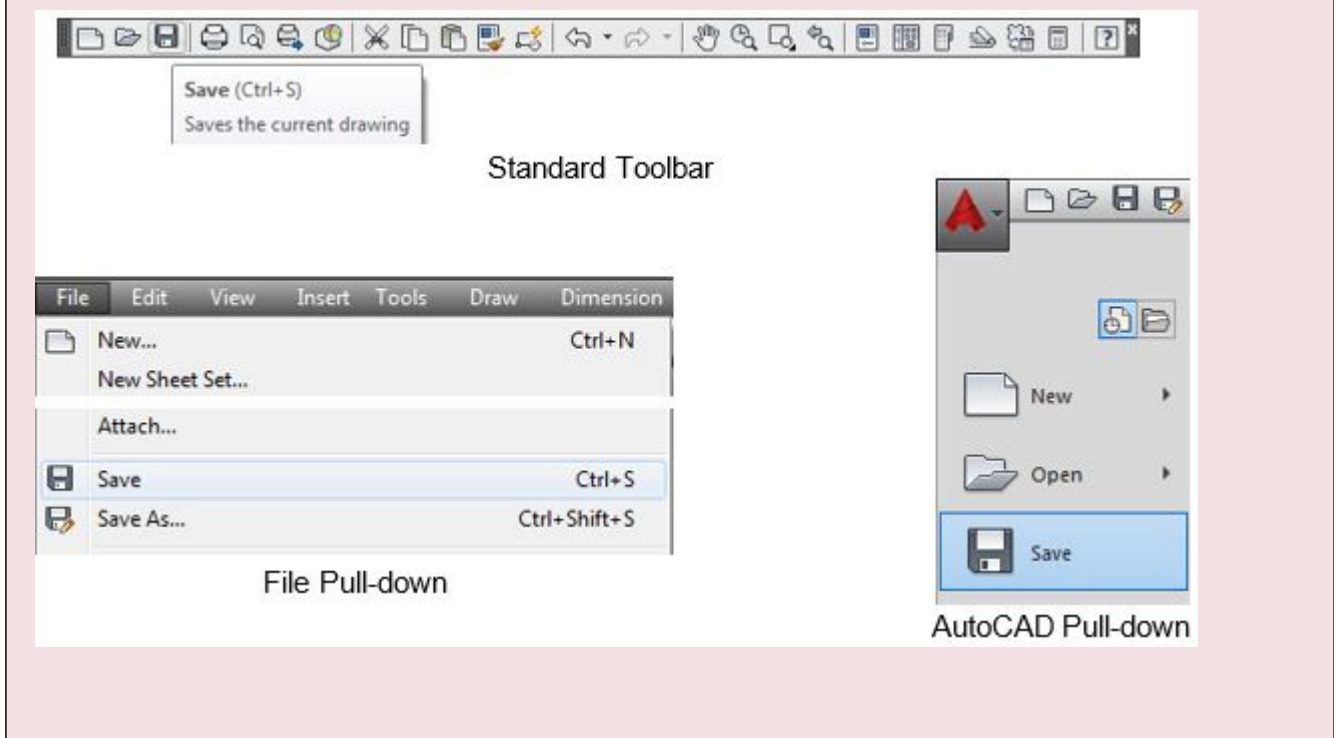 Save (Ctrl+S)
Saves the current drawing
Standard Toolbar
File Edit View Insert Tools Draw Dimension
New... Ctrl+N
New Sheet Set...
Attach...
Save Ctrl+S
Save As... Ctrl+Shift+S
File Pull-down
New
Open
Save
AutoCAD Pull-down